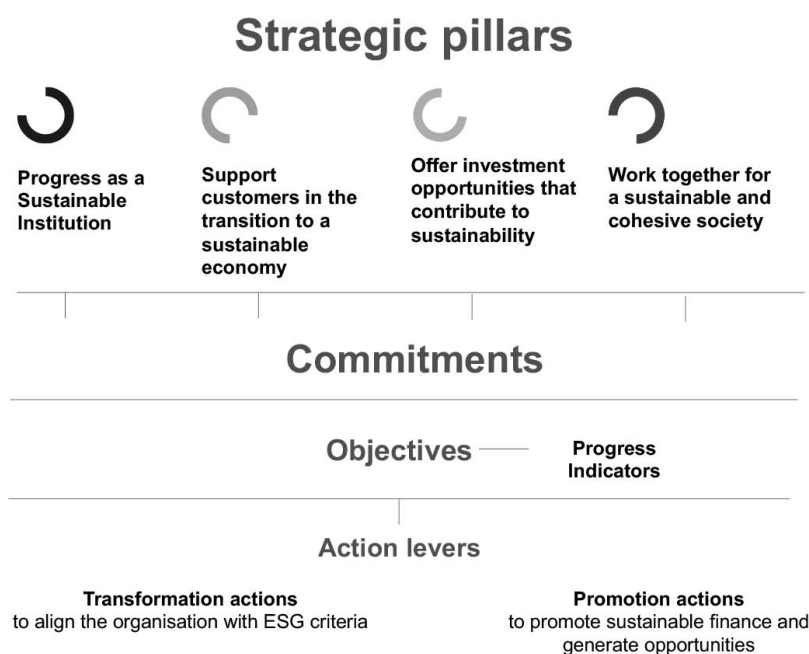 Strategic pillars
Progress as a
Sustainable
Institution
Support
customers in the
transition to a
sustainable
economy
Offer investment
opportunities that
contribute to
sustainability
Work together for
a sustainable and
cohesive society
Commitments
Objectives
Progress
Indicators
Action levers
Transformation actions
to align the organisation with ESG criteria
Promotion actions
to promote sustainable finance and
generate opportunities